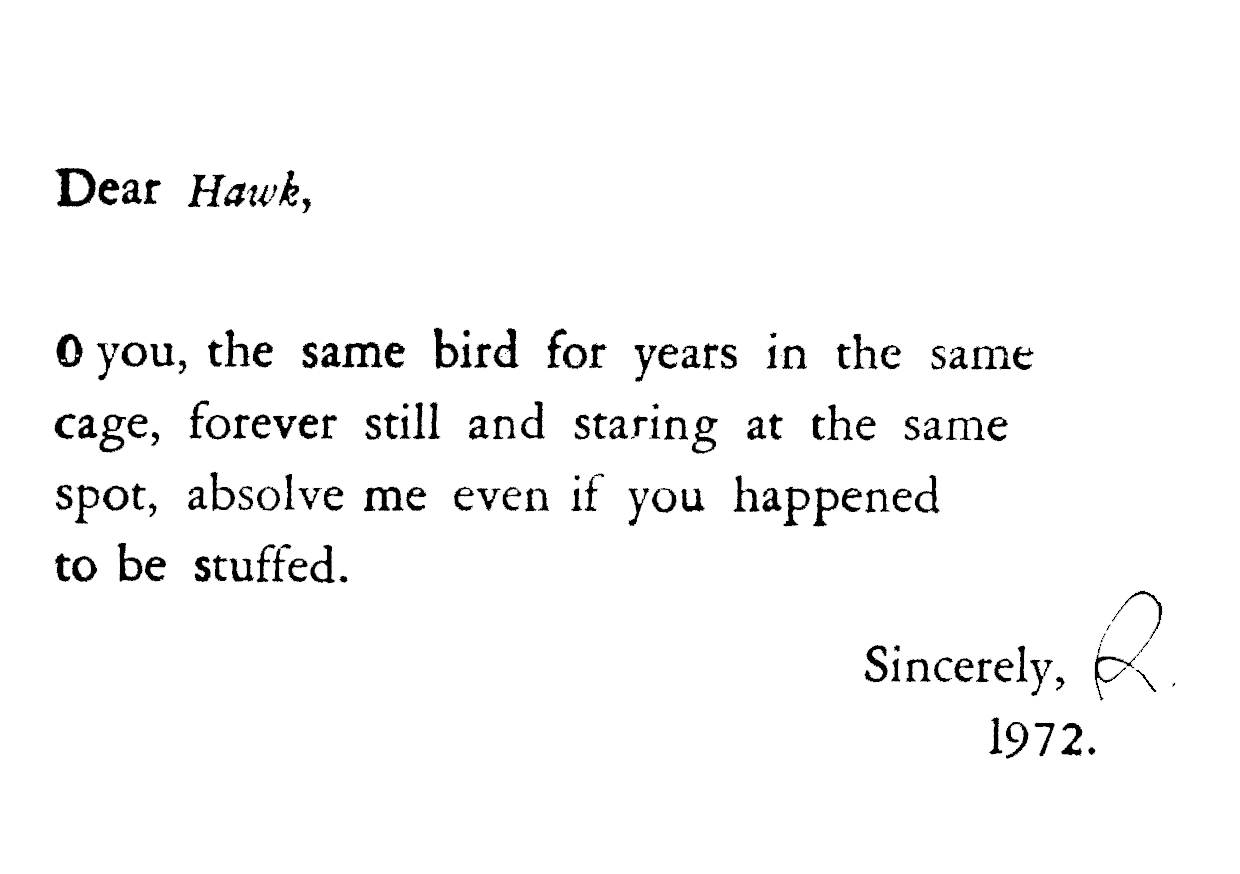 Dear Hawk,
O you, the same bird for years in the same
cage, forever still and staring at the same
spot, absolve me even if you happened
to be stuffed.
Sincerely, R.
1972.